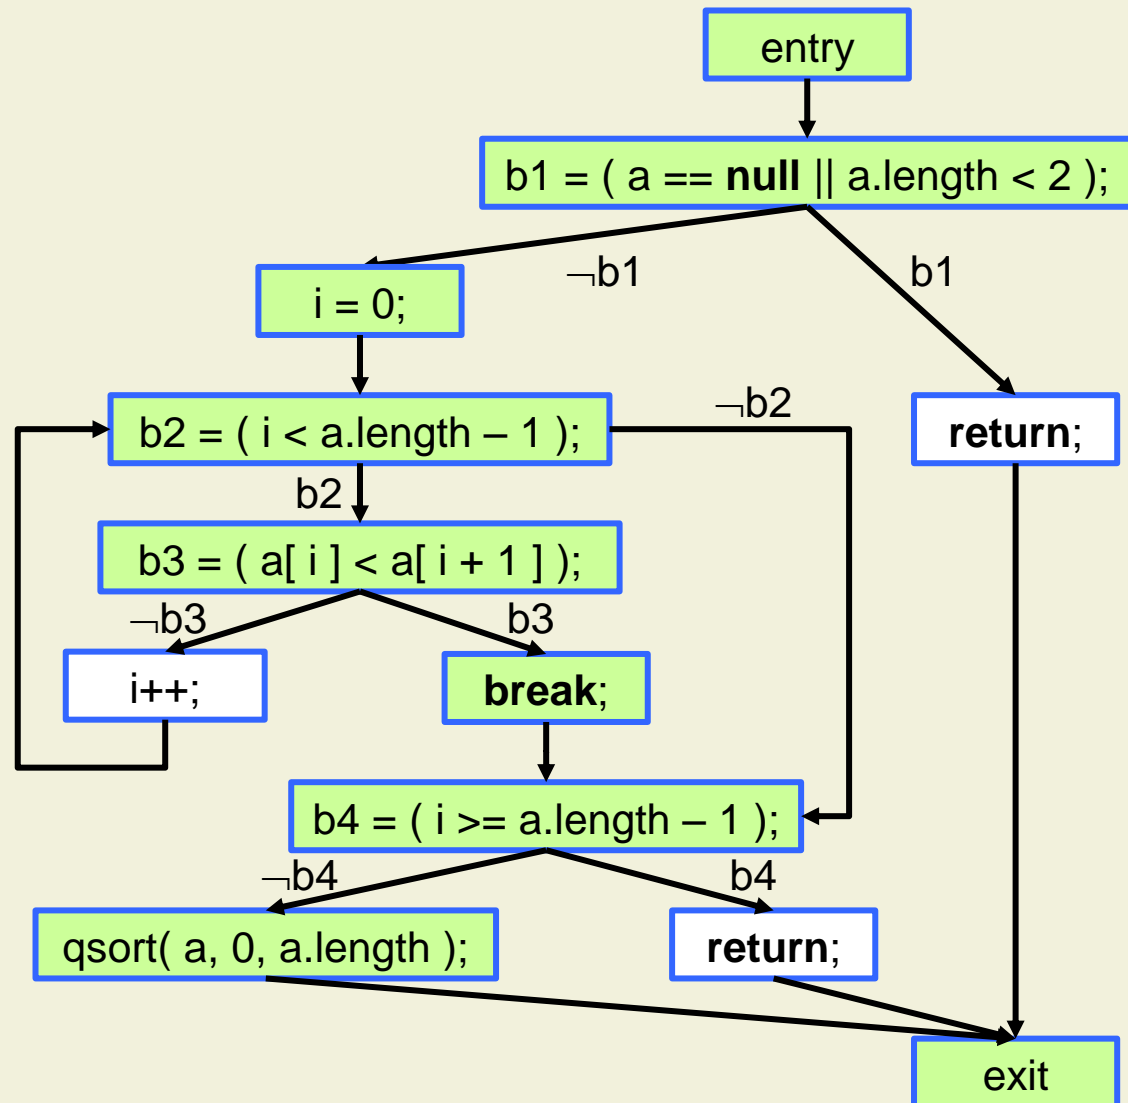 entry
b1 = ( a == null || a.length < 2 );
¬b1
b1
i = 0;
¬b2
b2 = ( i < a.length – 1 );
return;
b2
b3 = ( a[ i ] < a[ i + 1 ] );
¬b3
b3
i++;
break;
b4 = ( i >= a.length – 1 );
¬b4
b4
qsort( a, 0, a.length );
return;
exit